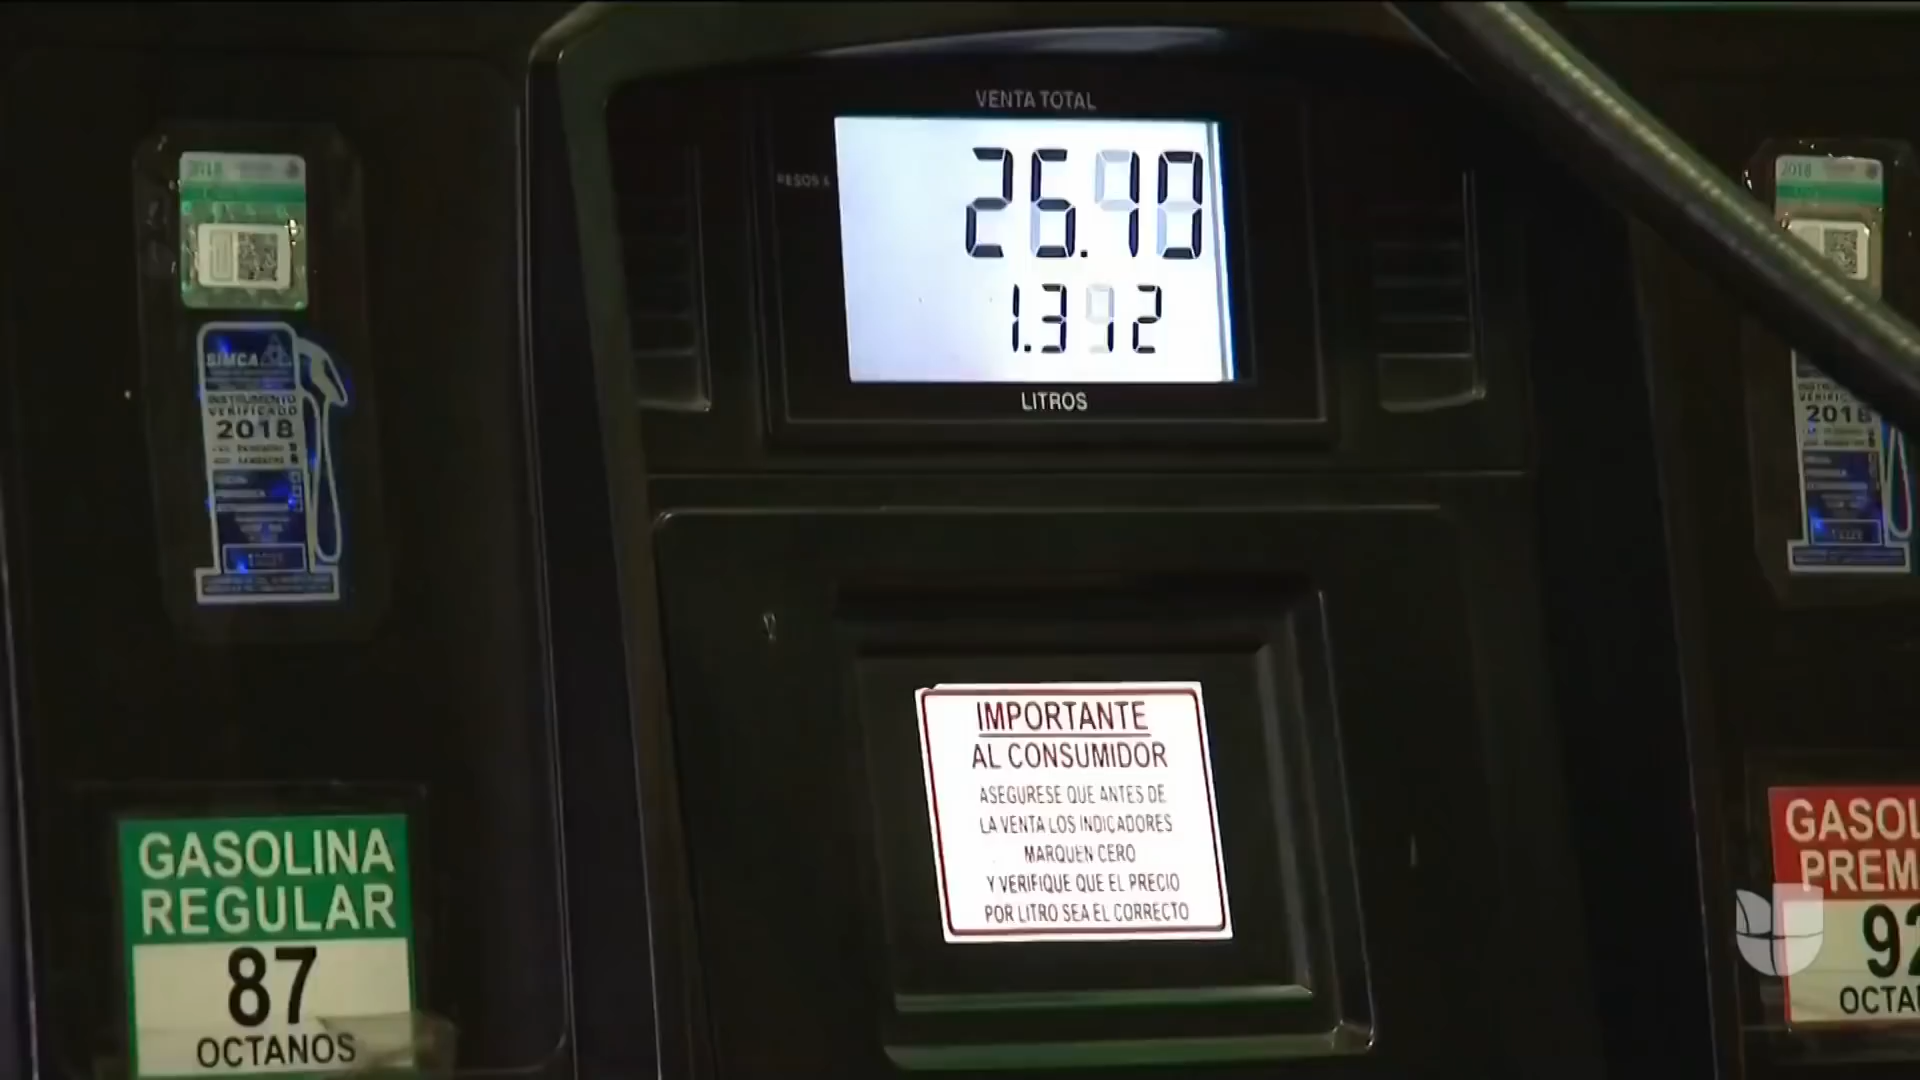 VENTA TOTAL
PESOS $
26.10
1.312
LITROS
2018
2018
SIMCA
INSTRUMENTO
VERIFICADO
2018
2018
IMPORTANTE
AL CONSUMIDOR
ASEGURESE QUE ANTES DE
LA VENTA LOS INDICADORES
MARQUEN CERO
Y VERIFIQUE QUE EL PRECIO
POR LITRO SEA EL CORRECTO
GASOLINA
REGULAR
87
OCTANOS
GASOL
PREM
92
OCTA